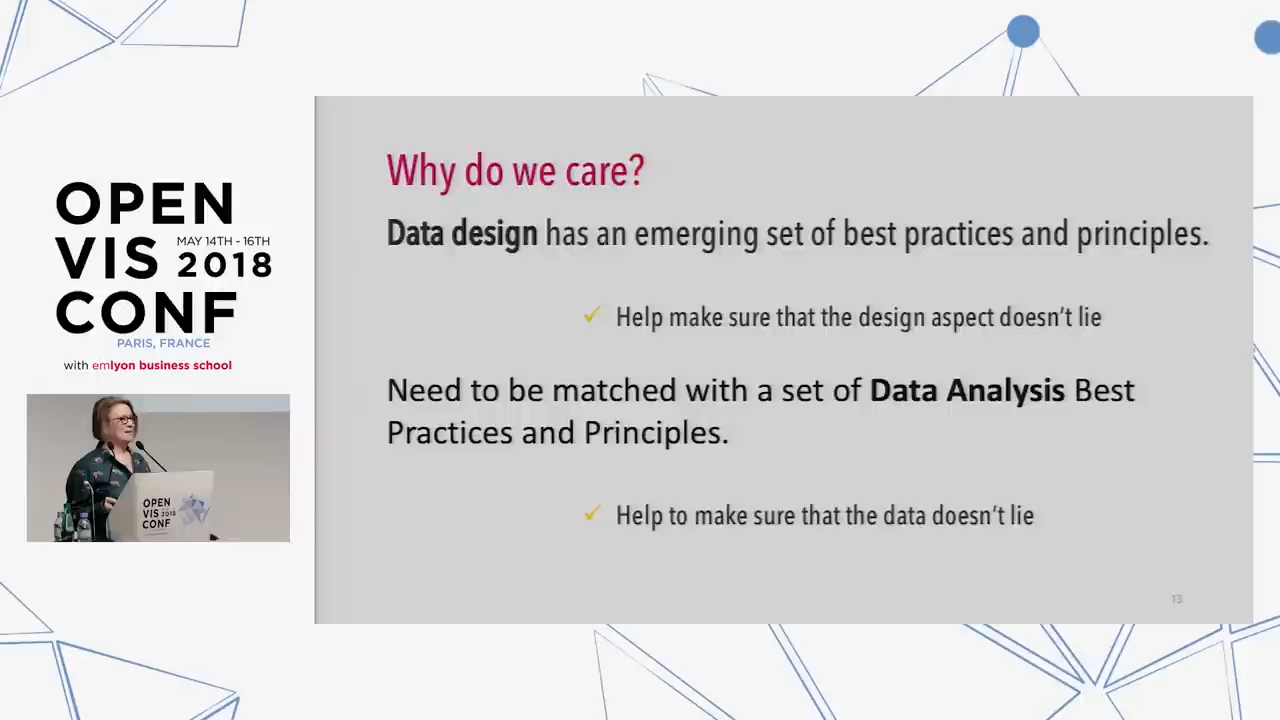 OPEN
VIS MAY 14TH - 16TH 2018
CONF
PARIS, FRANCE
with emlyon business school
OPEN
VIS 2018
CONF
Why do we care?
Data design has an emerging set of best practices and principles.
✓ Help make sure that the design aspect doesn't lie
Need to be matched with a set of Data Analysis Best
Practices and Principles.
✓ Help to make sure that the data doesn't lie
13